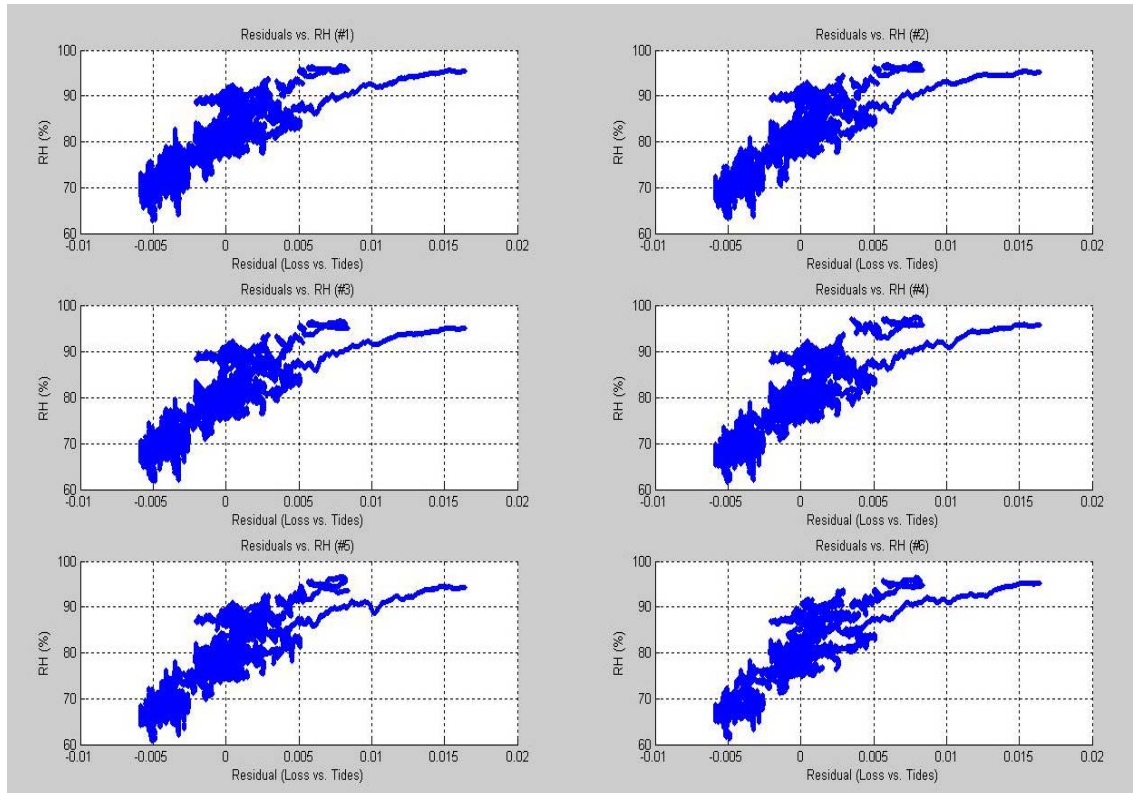 Residuals vs. RH (#1)
RH (%)
100
90
80
70
60
-0.01 -0.005 0 0.005 0.01 0.015 0.02
Residual (Loss vs. Tides)
Residuals vs. RH (#2)
RH (%)
100
90
80
70
60
-0.01 -0.005 0 0.005 0.01 0.015 0.02
Residual (Loss vs. Tides)
Residuals vs. RH (#3)
RH (%)
100
90
80
70
60
-0.01 -0.005 0 0.005 0.01 0.015 0.02
Residual (Loss vs. Tides)
Residuals vs. RH (#4)
RH (%)
100
90
80
70
60
-0.01 -0.005 0 0.005 0.01 0.015 0.02
Residual (Loss vs. Tides)
Residuals vs. RH (#5)
RH (%)
100
90
80
70
60
-0.01 -0.005 0 0.005 0.01 0.015 0.02
Residual (Loss vs. Tides)
Residuals vs. RH (#6)
RH (%)
100
90
80
70
60
-0.01 -0.005 0 0.005 0.01 0.015 0.02
Residual (Loss vs. Tides)